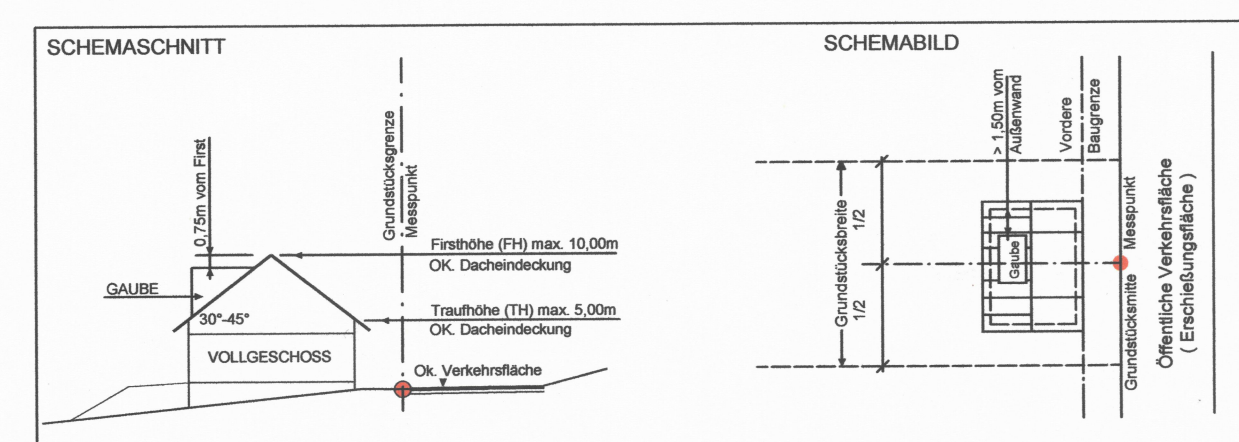 SCHEMASCHNITT
0,75m vom First
Grundstücksgrenze
Messpunkt
Firsthöhe (FH) max. 10,00m
OK. Dacheindeckung
GAUBE
30°-45°
Traufhöhe (TH) max. 5,00m
OK. Dacheindeckung
VOLLGESCHOSS
Ok. Verkehrsfläche
SCHEMABILD
> 1,50m vom
Außenwand
Vordere
Baugrenze
Grundstücksbreite
1/2
1/2
Gaube
Messpunkt
Grundstücksmitte
Öffentliche Verkehrsfläche
( Erschießungsfläche )